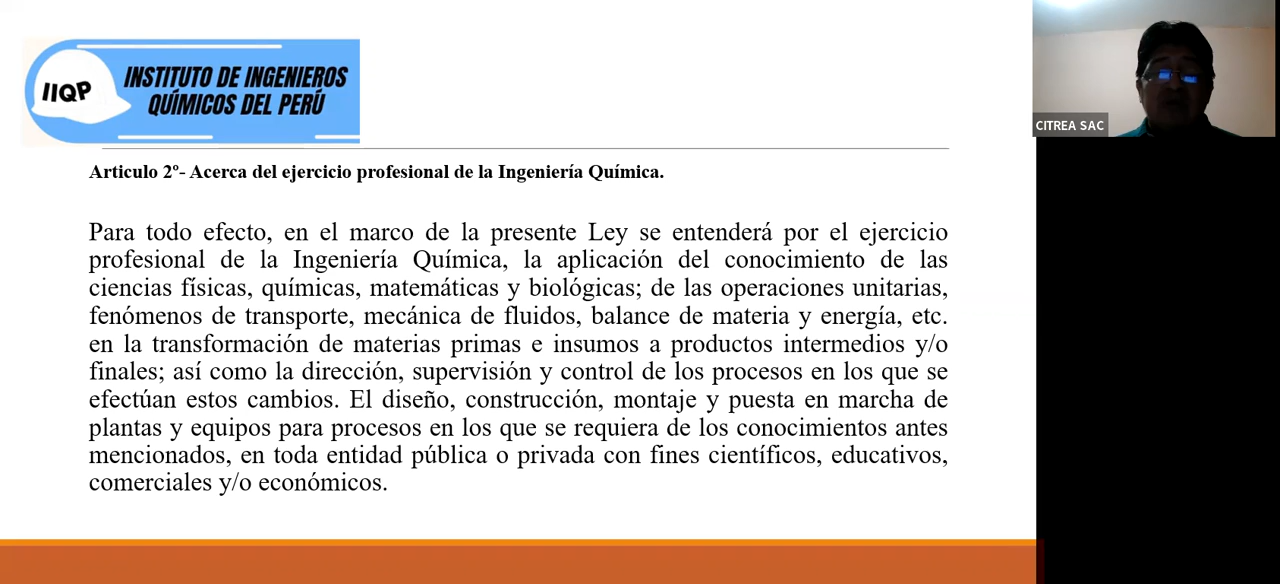 IIQP
INSTITUTO DE INGENIEROS
QUÍMICOS DEL PERÚ
CITREA SAC
Articulo 2º- Acerca del ejercicio profesional de la Ingeniería Química.
Para todo efecto, en el marco de la presente Ley se entenderá por el ejercicio
profesional de la Ingeniería Química, la aplicación del conocimiento de las
ciencias físicas, químicas, matemáticas y biológicas; de las operaciones unitarias,
fenómenos de transporte, mecánica de fluidos, balance de materia y energía, etc.
en la transformación de materias primas e insumos a productos intermedios y/o
finales; así como la dirección, supervisión y control de los procesos en los que se
efectúan estos cambios. El diseño, construcción, montaje y puesta en marcha de
plantas y equipos para procesos en los que se requiera de los conocimientos antes
mencionados, en toda entidad pública o privada con fines científicos, educativos,
comerciales y/o económicos.